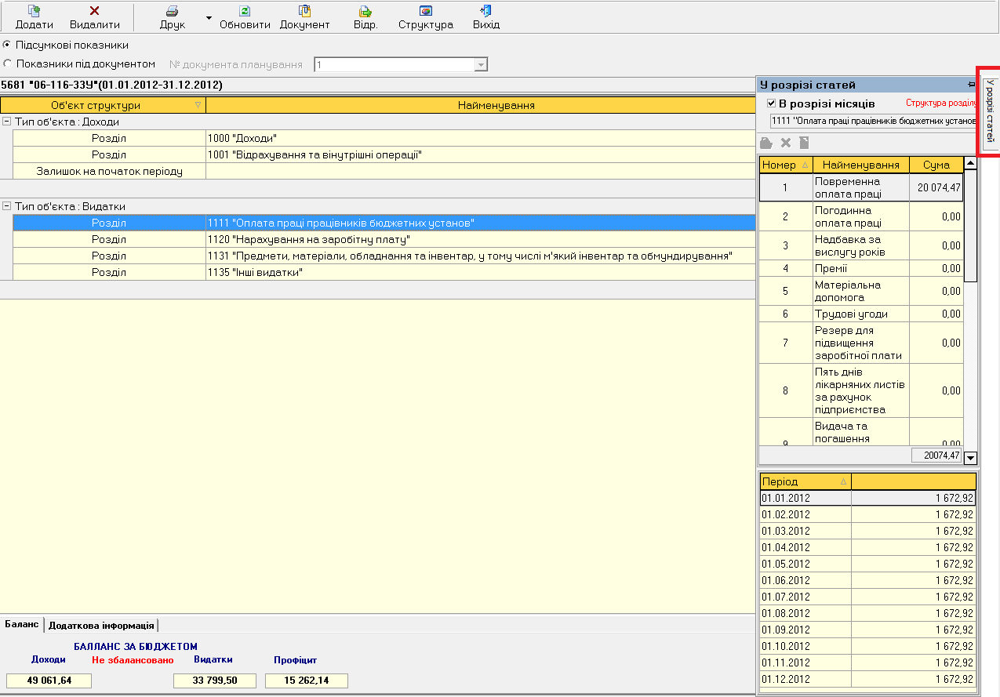 Додати Видалити Друк Обновити Документ Відр. Структура Вихід
Підсумкові показники
Показники під документом № документа планування 1
5681 "06-116-33У"(01.01.2012-31.12.2012)
Об'єкт структури Найменування
Тип об'єкта : Доходи
Розділ 1000 "Доходи"
Розділ 1001 "Відрахування та вінутрішні операції"
Залишок на початок періоду
Тип об'єкта : Видатки
Розділ 1111 "Оплата праці працівників бюджетних установ"
Розділ 1120 "Нарахування на заробітну плату"
Розділ 1131 "Предмети, матеріали, обладнання та інвентар, у тому числі м'який інвентар та обмундирування"
Розділ 1135 "Інші видатки"
У розрізі статей
В розрізі місяців Структура розділу
1111 "Оплата праці працівників бюджетних установ
Номер Найменування Сума
1 Повременна оплата праці 20 074,47
2 Погодинна оплата праці 0,00
3 Надбавка за вислугу років 0,00
4 Премії 0,00
5 Матеріальна допомога 0,00
6 Трудові угоди 0,00
7 Резерв для підвищення заробітної плати 0,00
8 Пять днів лікарняних листів за рахунок підприємства 0,00
9 Видача та погашення 0,00
20074,47
Період
01.01.2012 1 672,92
01.02.2012 1 672,92
01.03.2012 1 672,92
01.04.2012 1 672,92
01.05.2012 1 672,92
01.06.2012 1 672,92
01.07.2012 1 672,92
01.08.2012 1 672,92
01.09.2012 1 672,92
01.10.2012 1 672,92
01.11.2012 1 672,92
01.12.2012 1 672,92
У розрізі статей
Баланс Додаткова інформація
БАЛЛАНС ЗА БЮДЖЕТОМ
Доходи Не збалансовано Видатки Профіцит
49 061,64 33 799,50 15 262,14